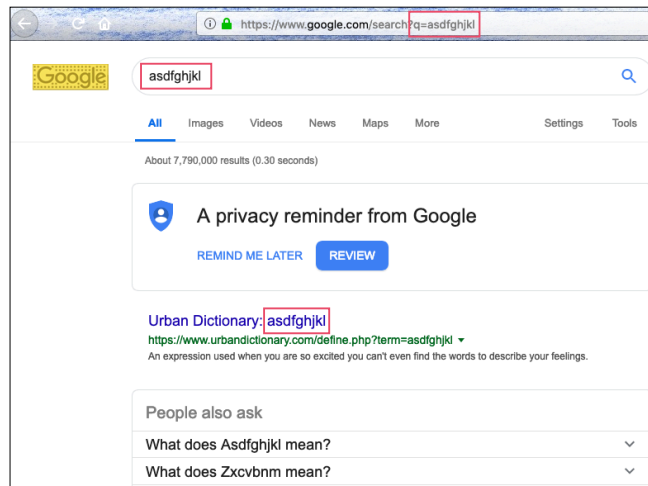 https://www.google.com/search?q=asdfghjkl
Google
asdfghjkl
All Images Videos News Maps More Settings Tools
About 7,790,000 results (0.30 seconds)
A privacy reminder from Google
REMIND ME LATER REVIEW
Urban Dictionary: asdfghjkl
https://www.urbandictionary.com/define.php?term=asdfghjkl
An expression used when you are so excited you can't even find the words to describe your feelings.
People also ask
What does Asdfghjkl mean?
What does Zxcvbnm mean?